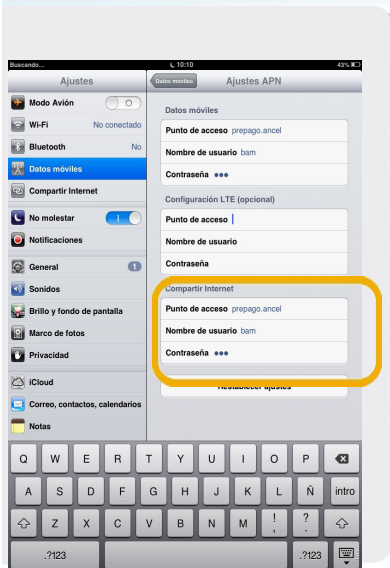 Buscando...
10:10
43%
Ajustes
Datos móviles
Ajustes APN
Modo Avión
O
Wi-Fi No conectado
Bluetooth No
Datos móviles
Compartir Internet
No molestar
I
Notificaciones
General 1
Sonidos
Brillo y fondo de pantalla
Marco de fotos
Privacidad
iCloud
Correo, contactos, calendarios
Notas
Datos móviles
Punto de acceso prepago.ancel
Nombre de usuario bam
Contraseña •••
Configuración LTE (opcional)
Punto de acceso
Nombre de usuario
Contraseña
Compartir Internet
Punto de acceso prepago.ancel
Nombre de usuario bam
Contraseña •••
Restablecer ajustes
Q W E R T Y U I O P
A S D F G H J K L Ñ intro
Z X C V B N M ! , ? .
.?123 .?123